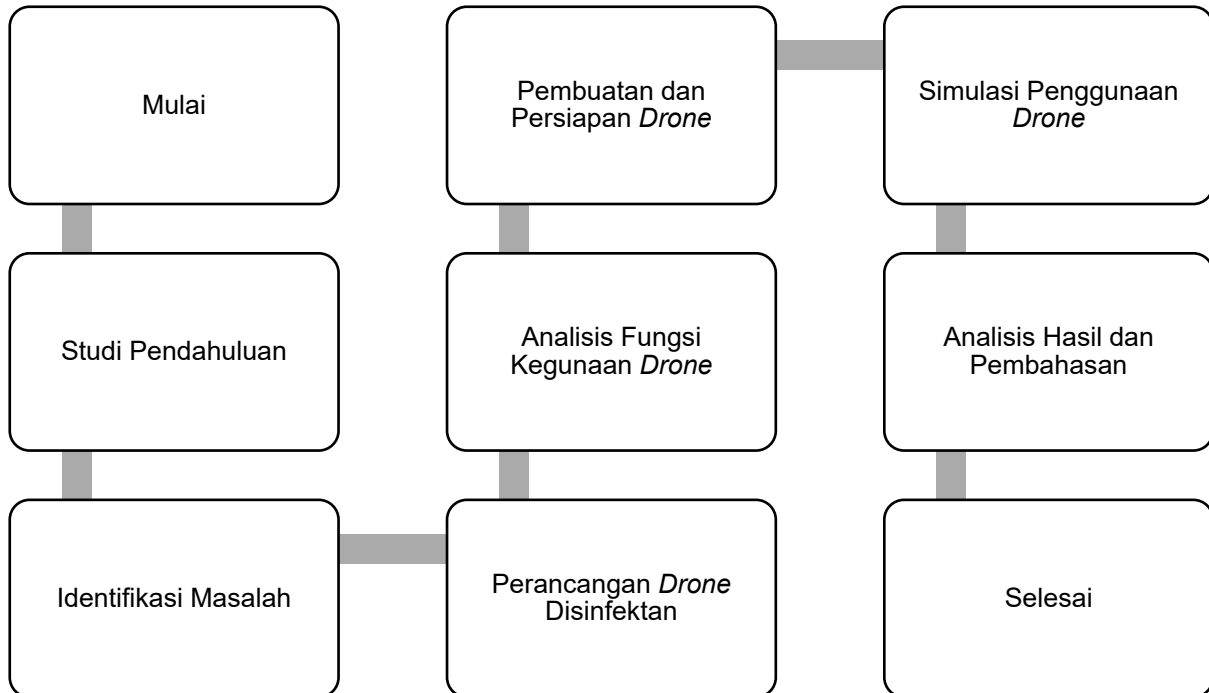 Mulai
Studi Pendahuluan
Identifikasi Masalah
Perancangan Drone
Disinfektan
Analisis Fungsi
Kegunaan Drone
Pembuatan dan
Persiapan Drone
Simulasi Penggunaan
Drone
Analisis Hasil dan
Pembahasan
Selesai